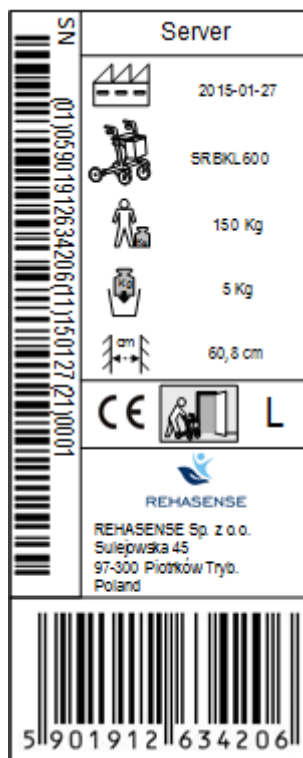 Server
SN
(01)05901912634206(11)150127(21)0001
2015-01-27
SRBKL600
150 Kg
Kg
5 Kg
cm
60,8 cm
CE
L
REHASENSE
REHASENSE Sp. z o.o.
Sulejowska 45
97-300 Piotrków Tryb.
Poland
5 901912 634206